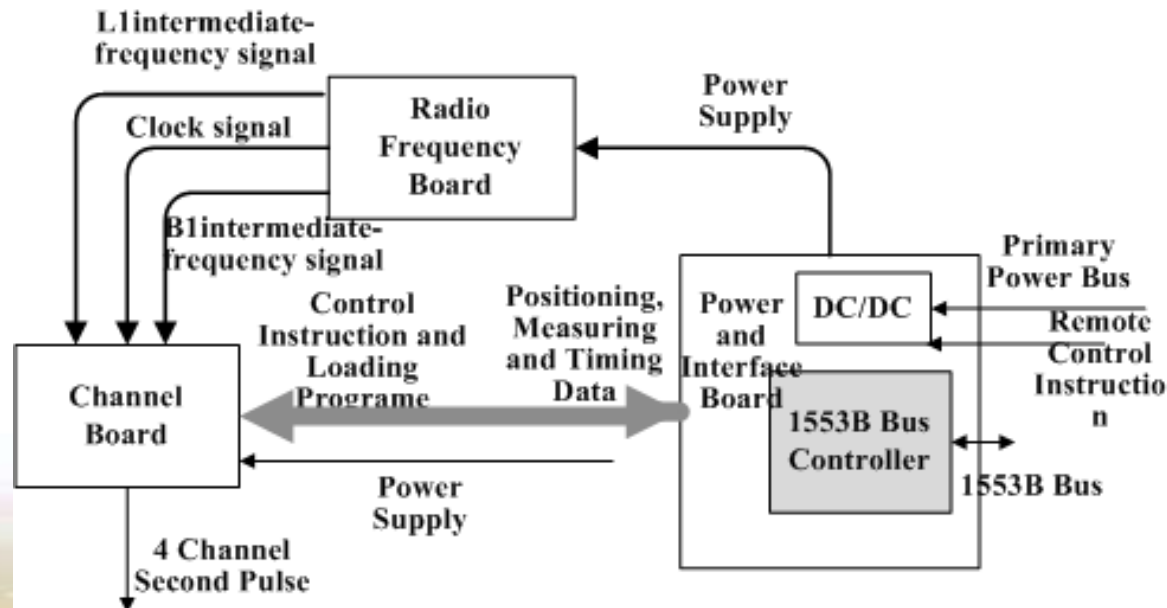 L1intermediate-
frequency signal
Clock signal
B1intermediate-
frequency signal
Radio
Frequency
Board
Power
Supply
Primary
Power Bus
DC/DC
Remote
Control
Instructio
n
Power
and
Interface
Board
1553B Bus
Controller
1553B Bus
Positioning,
Measuring
and Timing
Data
Control
Instruction and
Loading
Programe
Channel
Board
Power
Supply
4 Channel
Second Pulse